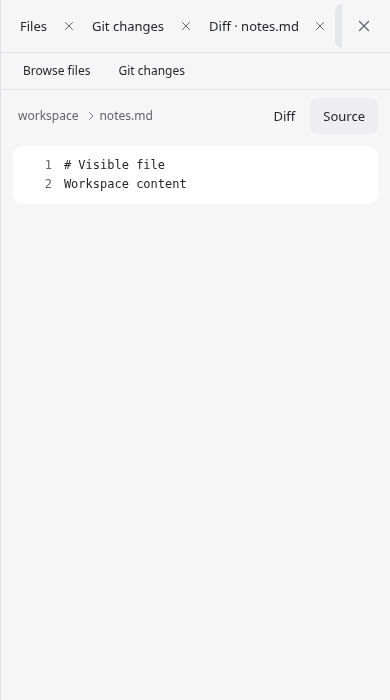 Files Git changes Diff · notes.md
Browse files Git changes
workspace notes.md Diff Source
1 # Visible file
2 Workspace content